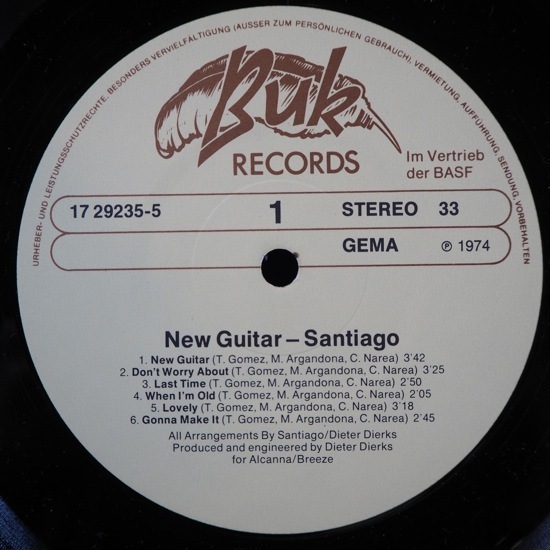 URHEBER- UND LEISTUNGSSCHUTZRECHTE, BESONDERS VERVIELFÄLTIGUNG (AUSSER ZUM PERSÖNLICHEN GEBRAUCH), VERMIETUNG, AUFFÜHRUNG, SENDUNG, VORBEHALTEN
Buk
RECORDS
Im Vertrieb
der BASF
17 29235-5 1 STEREO 33
GEMA ℗ 1974
New Guitar – Santiago
1. New Guitar (T. Gomez, M. Argandona, C. Narea) 3'42
2. Don't Worry About (T. Gomez, M. Argandona, C. Narea) 3'25
3. Last Time (T. Gomez, M. Argandona, C. Narea) 2'50
4. When I'm Old (T. Gomez, M. Argandona, C. Narea) 2'05
5. Lovely (T. Gomez, M. Argandona, C. Narea) 3'18
6. Gonna Make It (T. Gomez, M. Argandona, C. Narea) 2'45
All Arrangements By Santiago/Dieter Dierks
Produced and engineered by Dieter Dierks
for Alcanna/Breeze